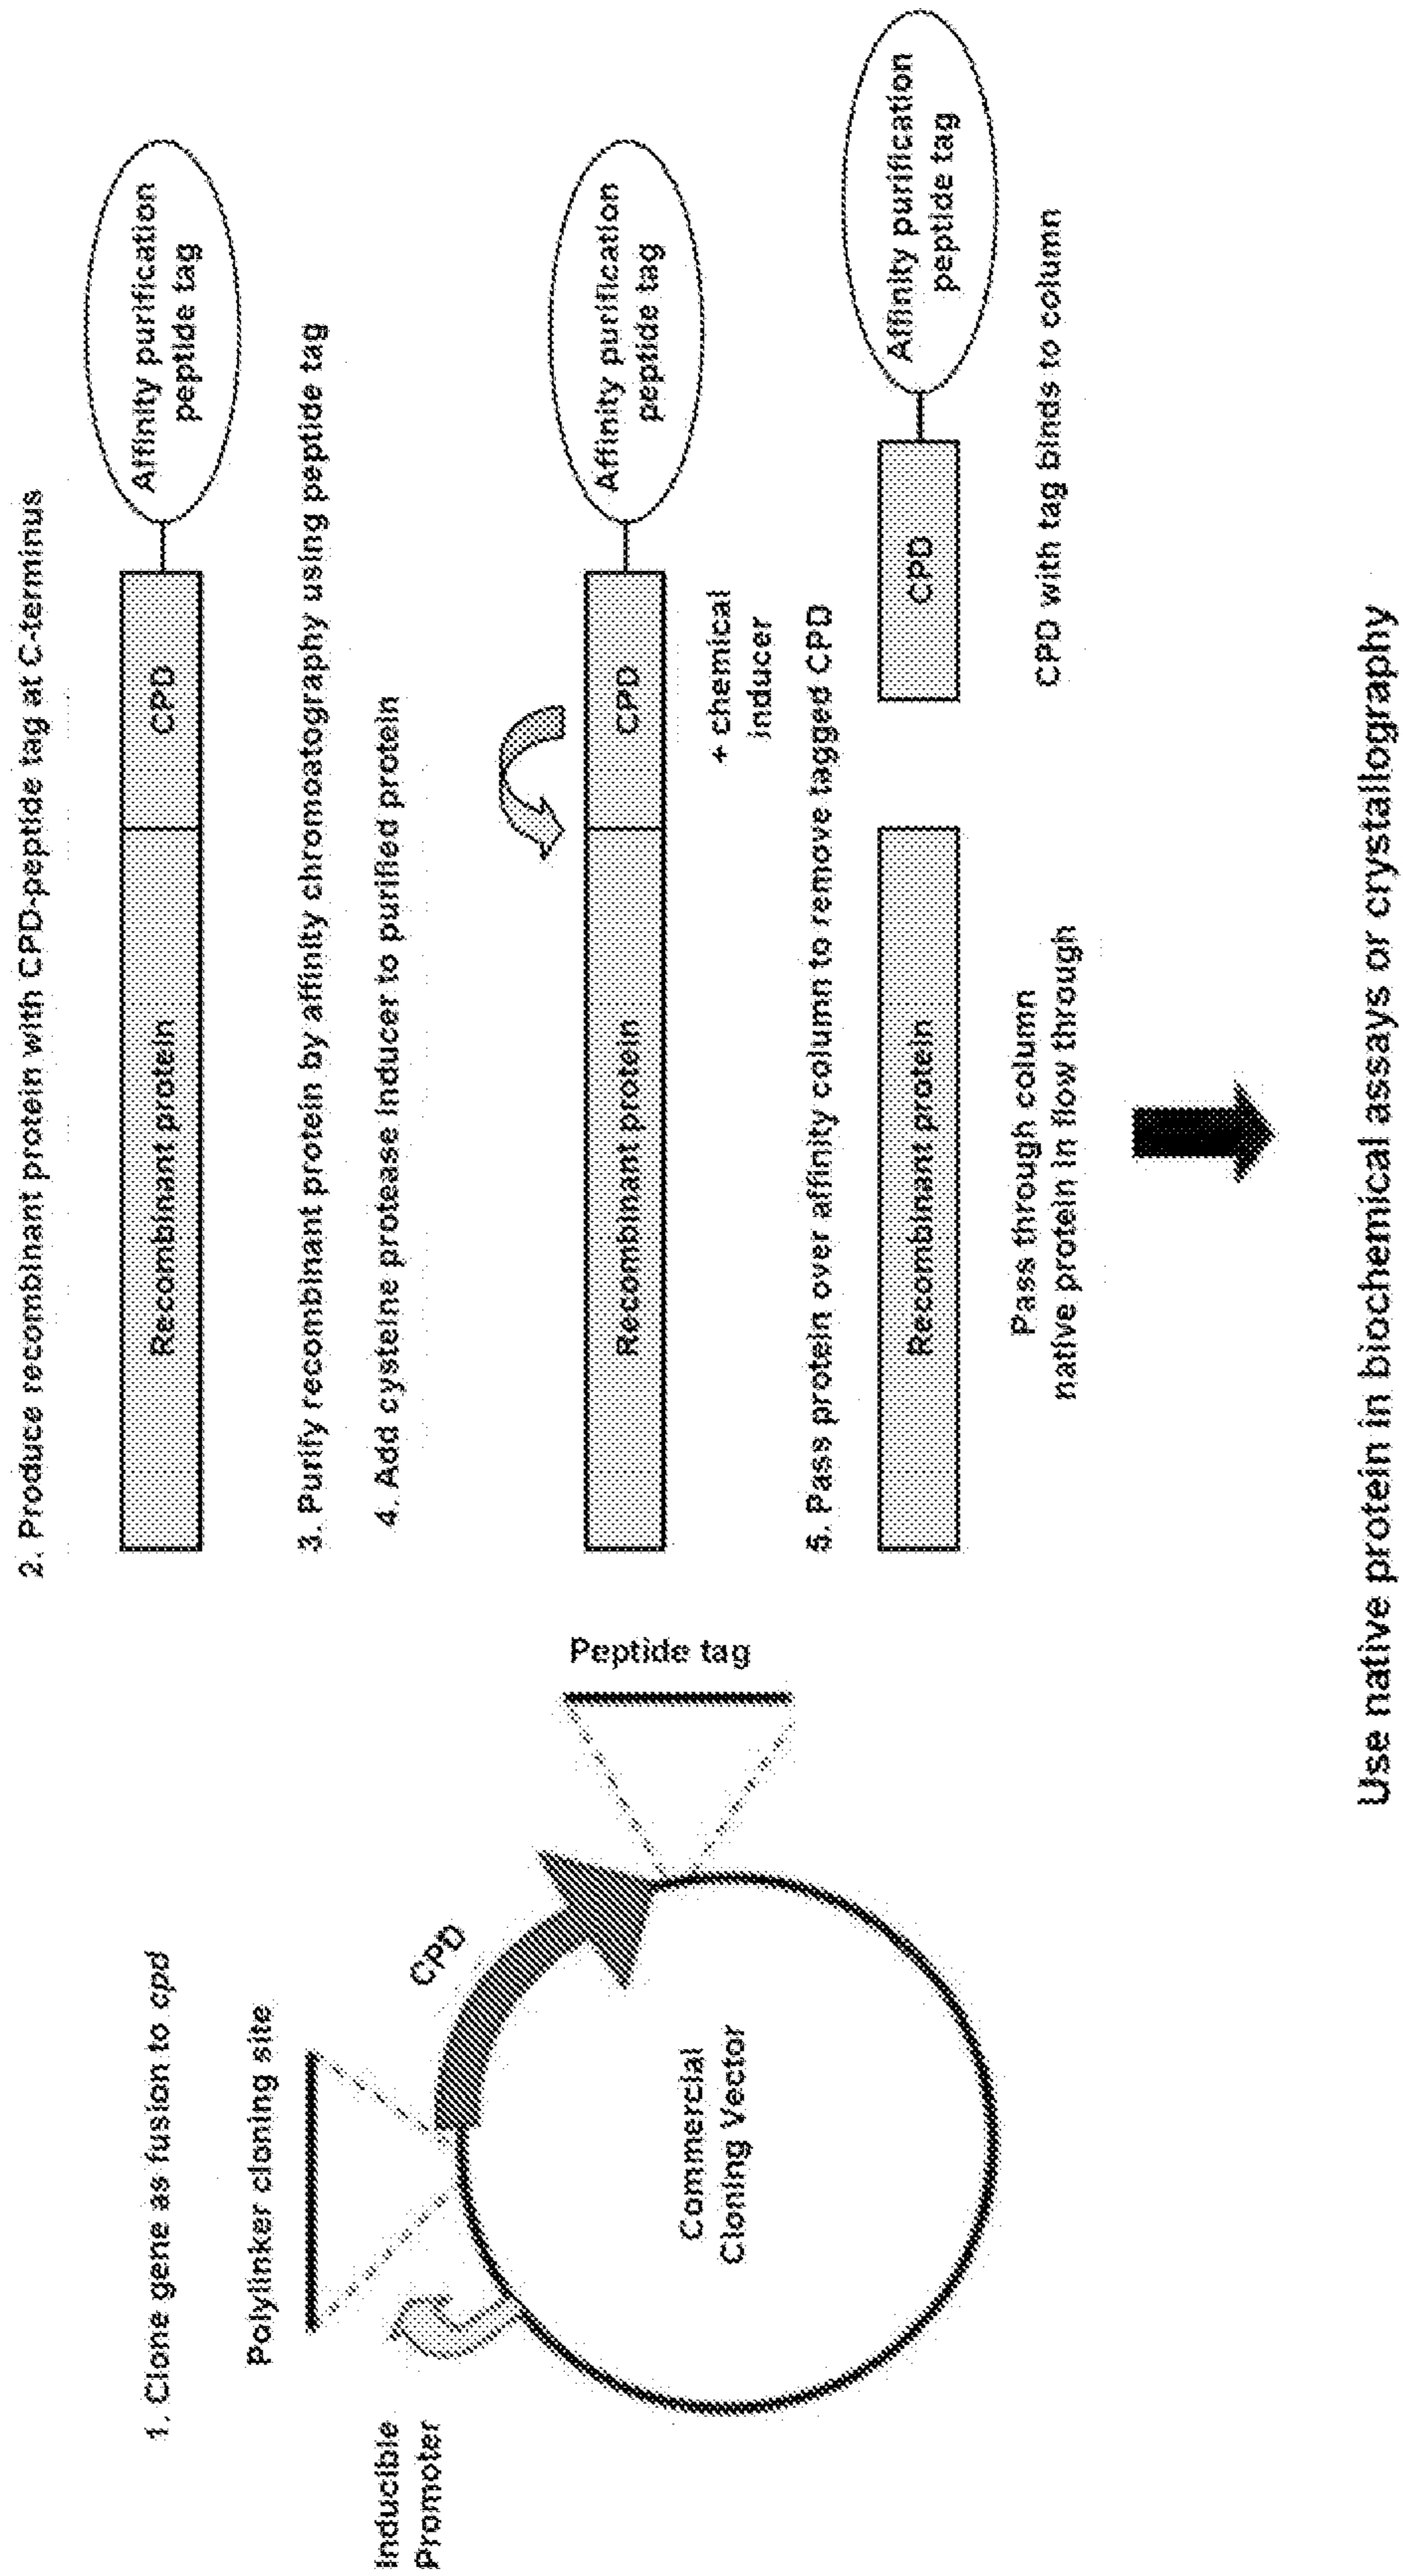 1. Clone gene as fusion to cpd
Polylinker cloning site
Inducible
Promoter
CPD
Peptide tag
Commercial
Cloning Vector
2. Produce recombinant protein with CPD-peptide tag at C-terminus
Recombinant protein
CPD
Affinity purification
peptide tag
3. Purify recombinant protein by affinity chromoatography using peptide tag
4. Add cysteine protease inducer to purified protein
Recombinant protein
CPD
Affinity purification
peptide tag
+ chemical
inducer
5. Pass protein over affinity column to remove tagged CPD
Recombinant protein
CPD
Affinity purification
peptide tag
Pass through column
native protein in flow through
CPD with tag binds to column
Use native protein in biochemical assays or crystallography